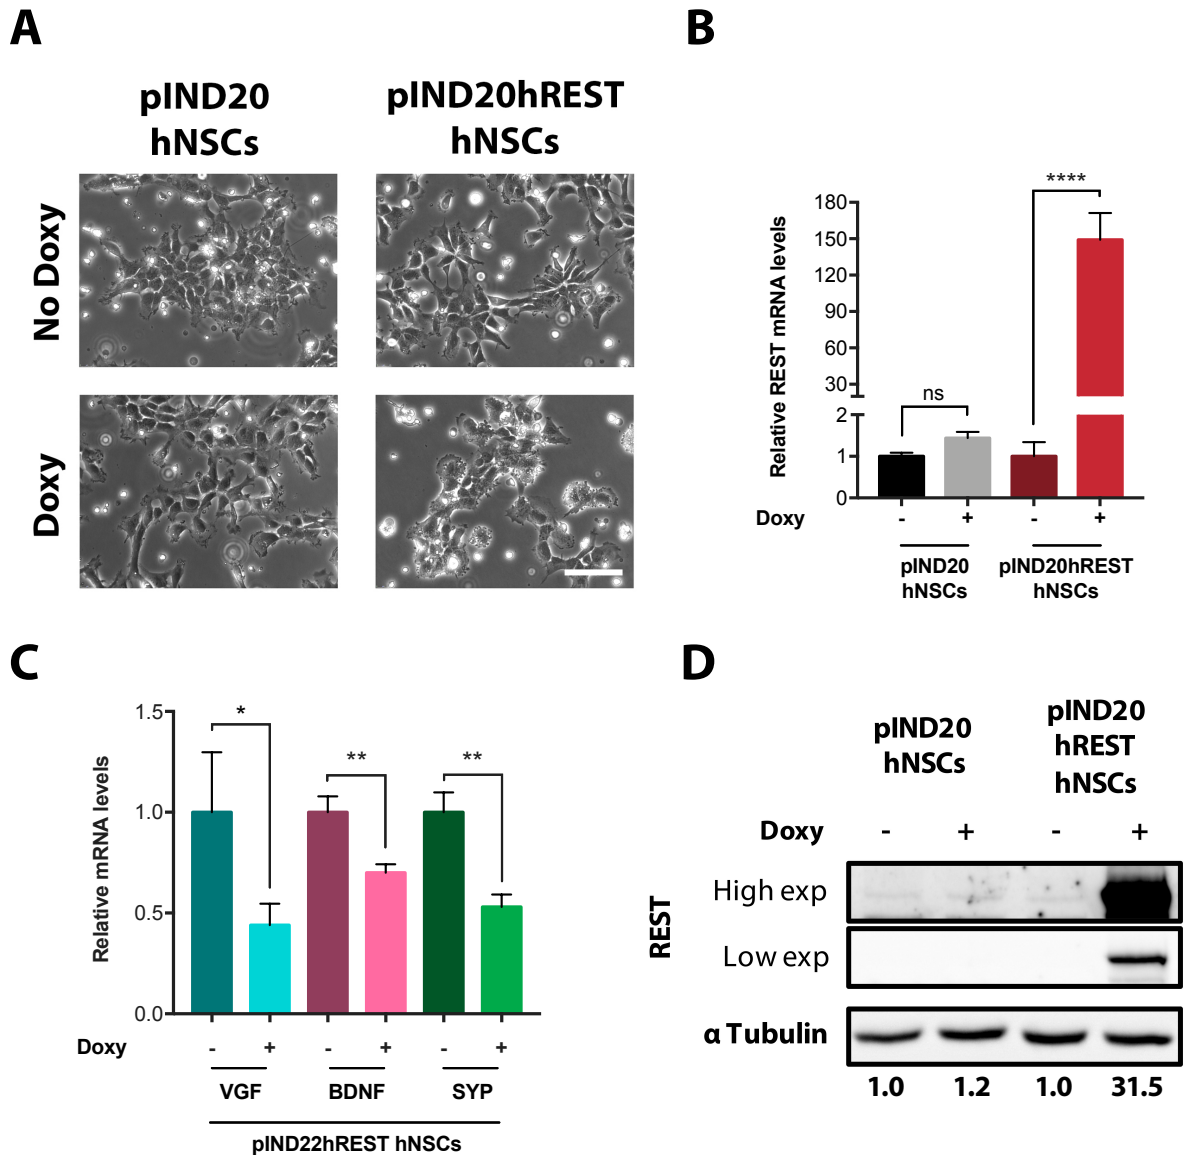 A
pIND20
hNSCs
pIND20hREST
hNSCs
No Doxy
Doxy
B
Relative REST mRNA levels
180
150
120
90
60
30
2
1
0
ns
****
Doxy - + - +
pIND20
hNSCs
pIND20hREST
hNSCs
C
Relative mRNA levels
1.5
1.0
0.5
0.0
*
**
**
Doxy - + - + - +
VGF BDNF SYP
pIND22hREST hNSCs
D
pIND20
hNSCs
pIND20
hREST
hNSCs
Doxy - + - +
REST
High exp
Low exp
α Tubulin
1.0 1.2 1.0 31.5